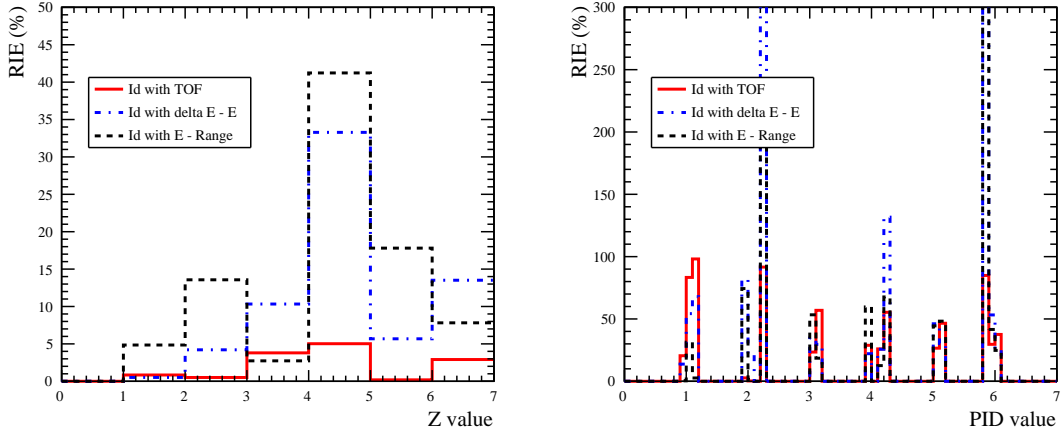 RIE (%)
50
45
40
35
30
25
20
15
10
5
0
Id with TOF
Id with delta E - E
Id with E - Range
0 1 2 3 4 5 6 7
Z value
RIE (%)
300
250
200
150
100
50
0
Id with TOF
Id with delta E - E
Id with E - Range
0 1 2 3 4 5 6 7
PID value